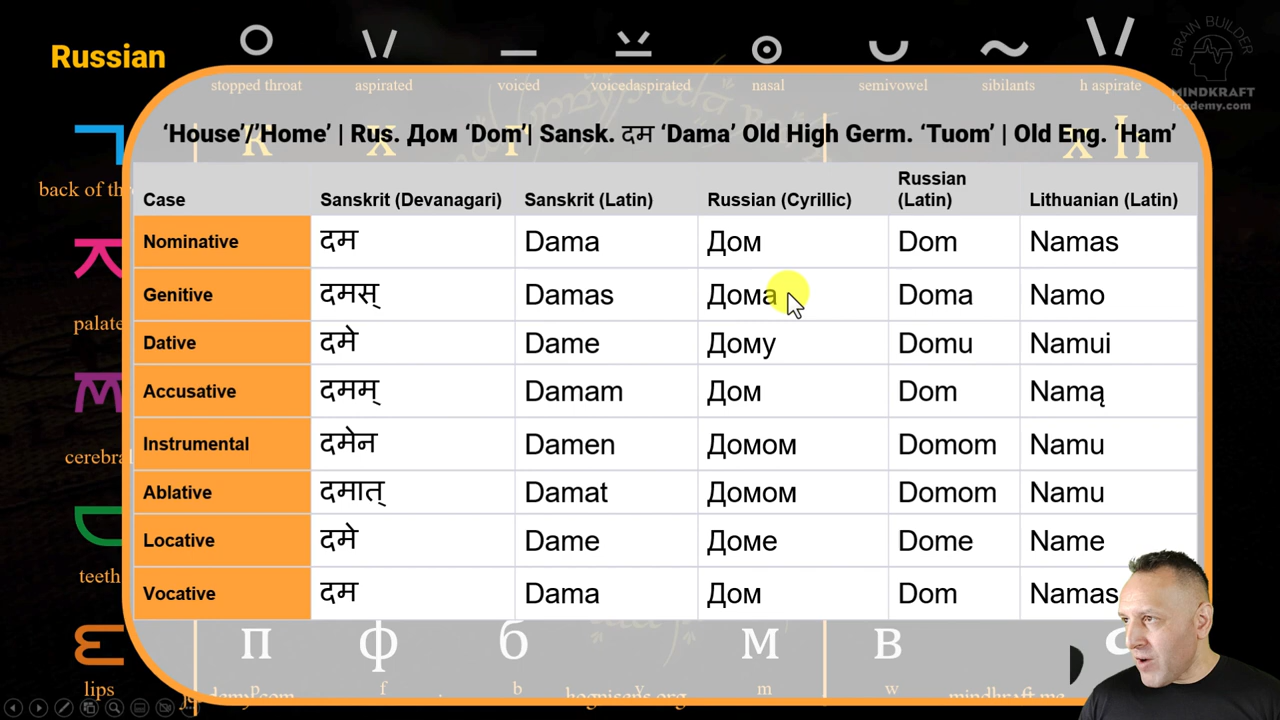 Russian
stopped throat aspirated voiced voicedaspirated nasal semivowel sibilants h aspirate
BRAIN BUILDER
MINDKRAFT
academy.com
'House'/'Home' | Rus. Дом 'Dom'| Sansk. दम 'Dama' Old High Germ. 'Tuom' | Old Eng. 'Ham'
Case Sanskrit (Devanagari) Sanskrit (Latin) Russian (Cyrillic) Russian (Latin) Lithuanian (Latin)
Nominative दम Dama Дом Dom Namas
Genitive दमस् Damas Дома Doma Namo
Dative दमे Dame Дому Domu Namui
Accusative दमम् Damam Дом Dom Namą
Instrumental दमेन Damen Домом Domom Namu
Ablative दमात् Damat Домом Domom Namu
Locative दमे Dame Доме Dome Name
Vocative दम Dama Дом Dom Namas
back of
teeth
п ф б м в
lips
f b v m w